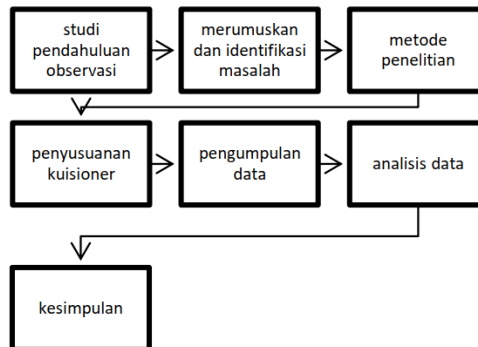 studi
pendahuluan
observasi
merumuskan
dan identifikasi
masalah
metode
penelitian
penyusuanan
kuisioner
pengumpulan
data
analisis data
kesimpulan